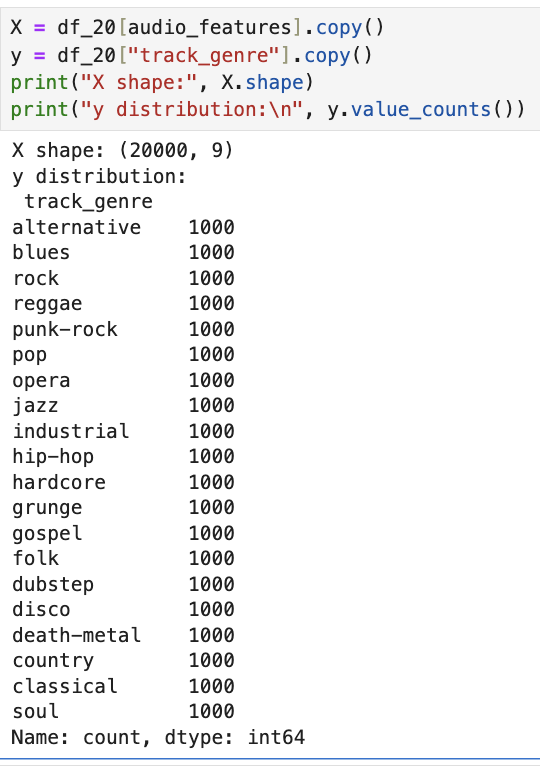 X = df_20[audio_features].copy()
y = df_20["track_genre"].copy()
print("X shape:", X.shape)
print("y distribution:\n", y.value_counts())
X shape: (20000, 9)
y distribution:
 track_genre
alternative    1000
blues          1000
rock           1000
reggae         1000
punk-rock      1000
pop            1000
opera          1000
jazz           1000
industrial     1000
hip-hop        1000
hardcore       1000
grunge         1000
gospel         1000
folk           1000
dubstep        1000
disco          1000
death-metal    1000
country        1000
classical      1000
soul           1000
Name: count, dtype: int64